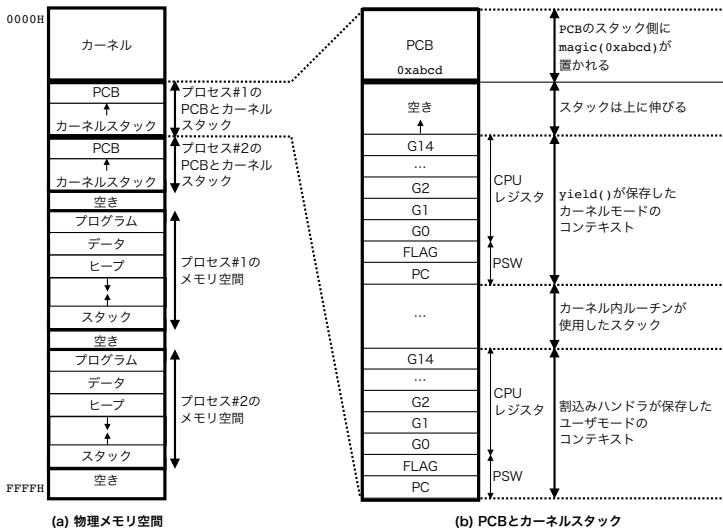 0000H
カーネル
PCB
カーネルスタック
PCB
カーネルスタック
空き
プログラム
データ
ヒープ
スタック
空き
プログラム
データ
ヒープ
スタック
空き
FFFFH
プロセス#1の
PCBとカーネル
スタック
プロセス#2の
PCBとカーネル
スタック
プロセス#1の
メモリ空間
プロセス#2の
メモリ空間
(a) 物理メモリ空間
PCB
0xabcd
空き
G14
...
G2
G1
G0
FLAG
PC
...
G14
...
G2
G1
G0
FLAG
PC
CPU
レジスタ
PSW
CPU
レジスタ
PSW
PCBのスタック側に
magic(0xabcd)が
置かれる
スタックは上に伸びる
yield()が保存した
カーネルモードの
コンテキスト
カーネル内ルーチンが
使用したスタック
割込みハンドラが保存した
ユーザモードの
コンテキスト
(b) PCBとカーネルスタック